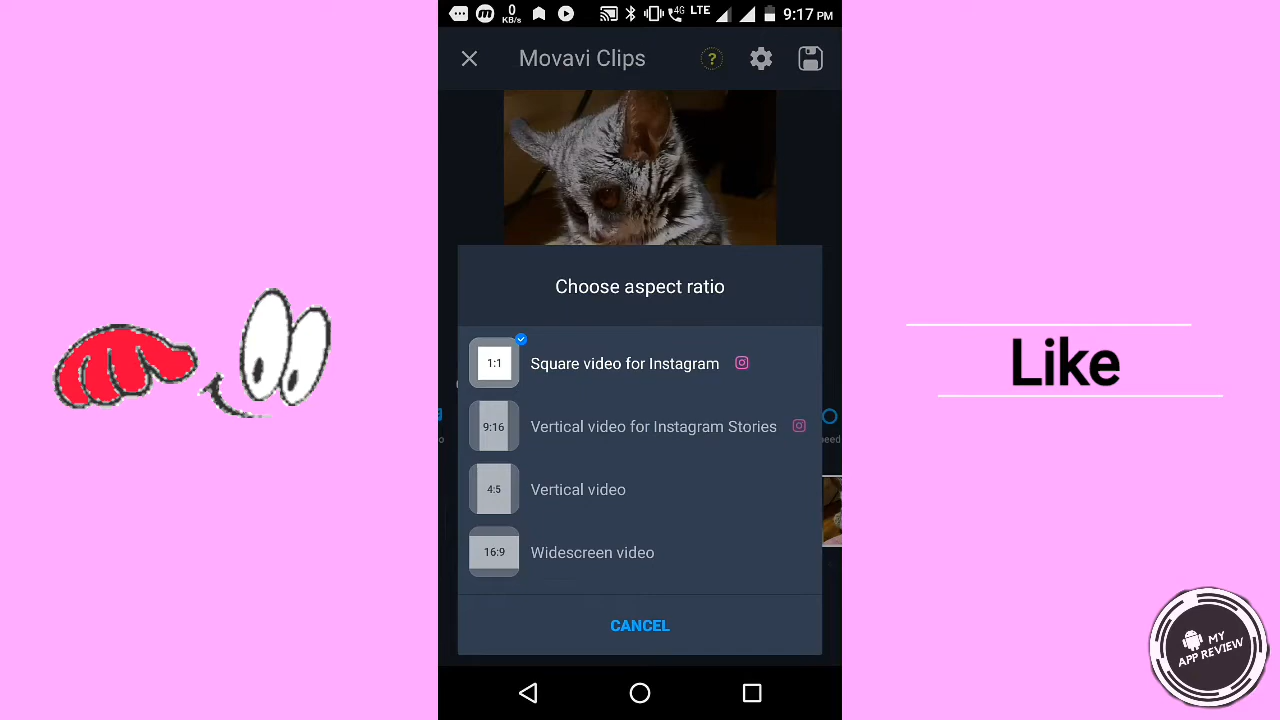 0
KB/s
4G
LTE
9:17 PM
Movavi Clips
?
Choose aspect ratio
1:1
Square video for Instagram
9:16
Vertical video for Instagram Stories
4:5
Vertical video
16:9
Widescreen video
CANCEL
Like
MY
APP REVIEW